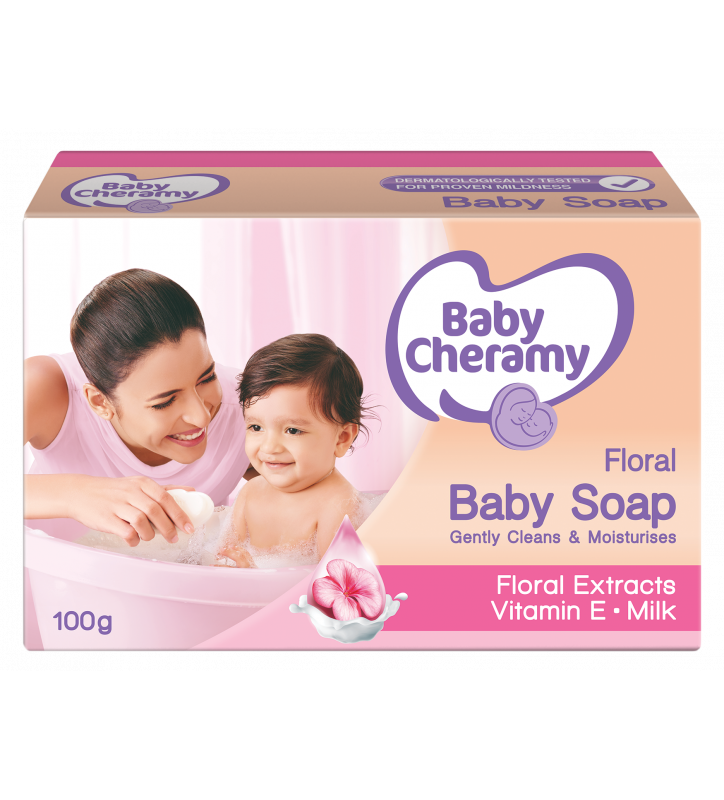 Baby
Cheramy
DERMATOLOGICALLY TESTED
FOR PROVEN MILDNESS
Baby Soap
Baby
Cheramy
Floral
Baby Soap
Gently Cleans & Moisturises
Floral Extracts
Vitamin E • Milk
100g